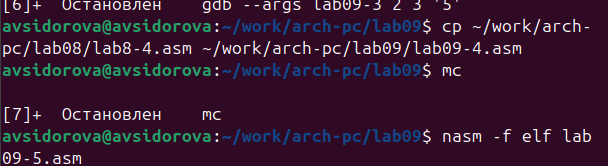 [6]+  Остановлен    gdb --args lab09-3 2 3 '5'
avsidorova@avsidorova:~/work/arch-pc/lab09$ cp ~/work/arch-
pc/lab08/lab8-4.asm ~/work/arch-pc/lab09/lab09-4.asm
avsidorova@avsidorova:~/work/arch-pc/lab09$ mc
[7]+  Остановлен    mc
avsidorova@avsidorova:~/work/arch-pc/lab09$ nasm -f elf lab
09-5.asm